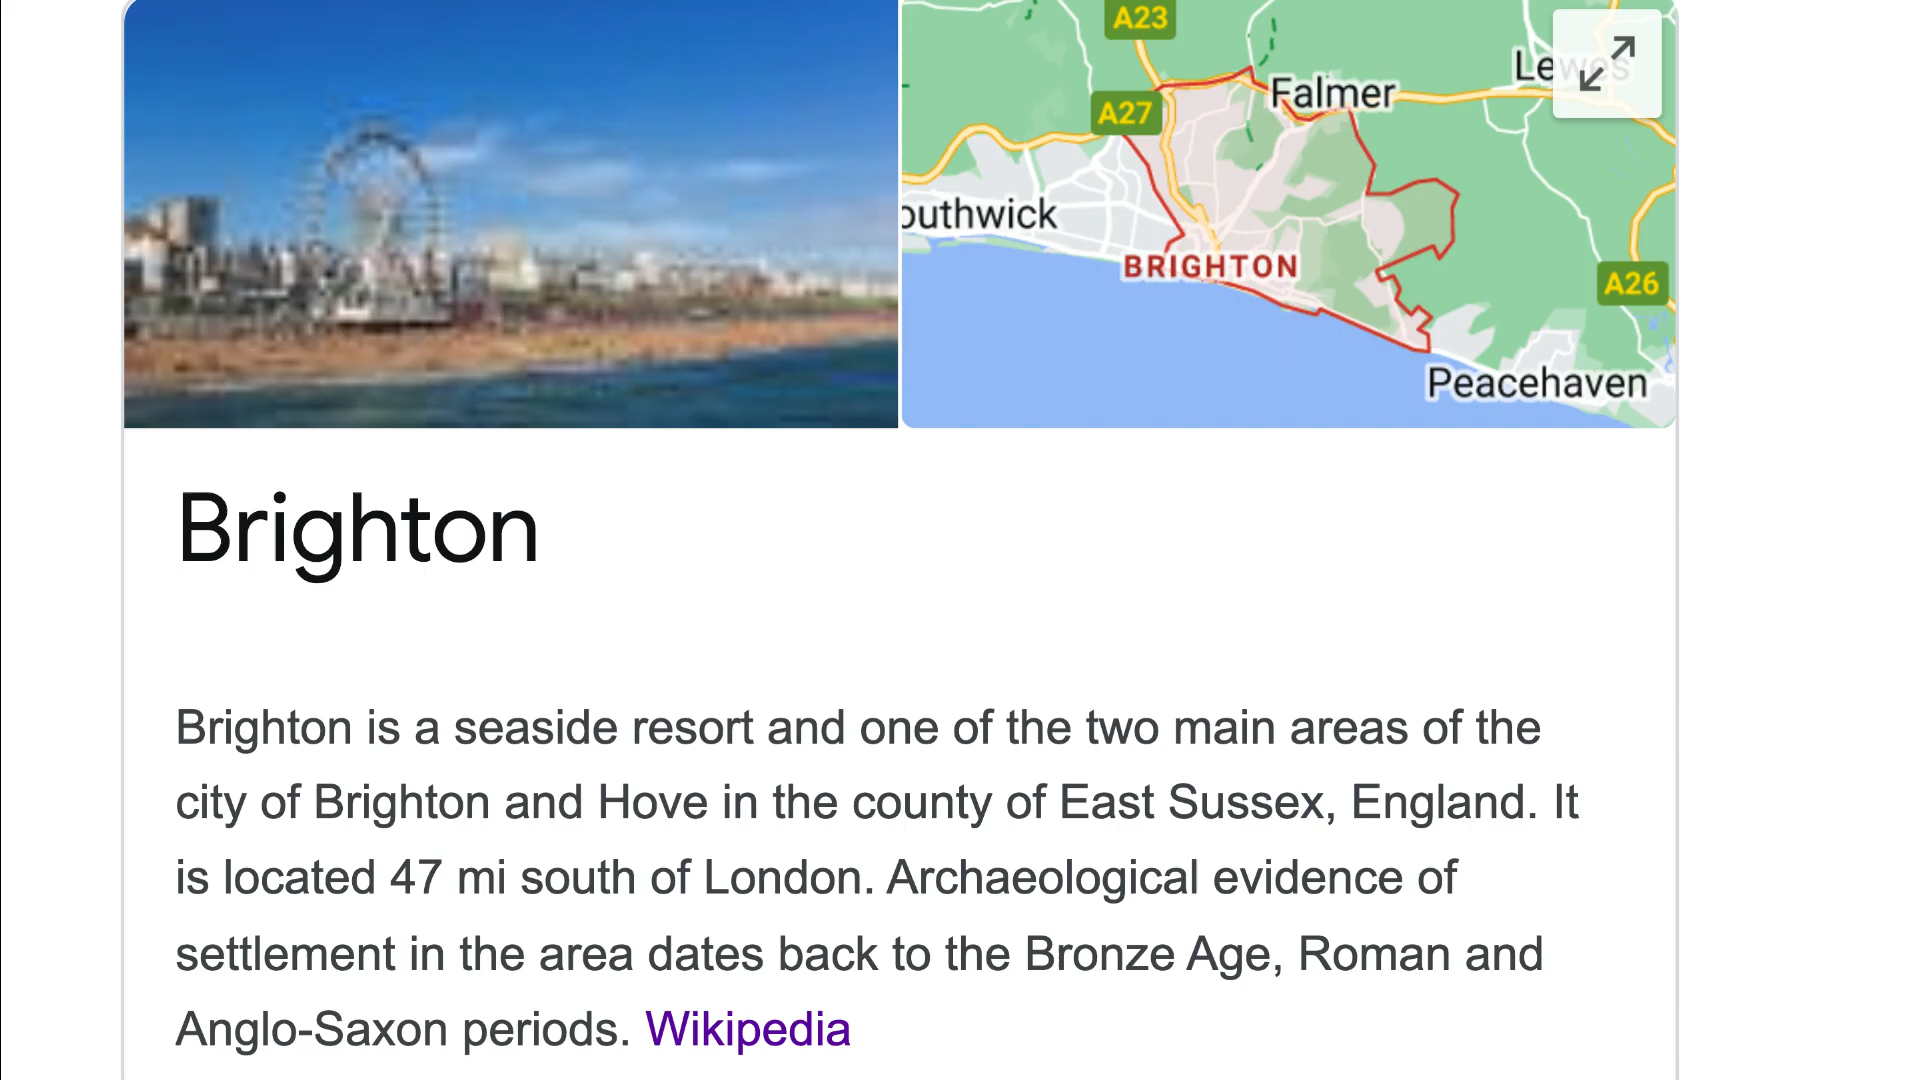 A23
Falmer
A27
BRIGHTON
A26
Peacehaven
Brighton
Brighton is a seaside resort and one of the two main areas of the
city of Brighton and Hove in the county of East Sussex, England. It
is located 47 mi south of London. Archaeological evidence of
settlement in the area dates back to the Bronze Age, Roman and
Anglo-Saxon periods. Wikipedia